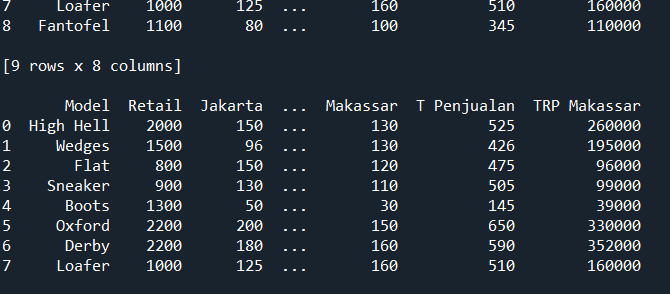 7 Loafer 1000 125 ... 160 510 160000
8 Fantofel 1100 80 ... 100 345 110000
[9 rows x 8 columns]
Model Retail Jakarta ... Makassar T Penjualan TRP Makassar
0 High Hell 2000 150 ... 130 525 260000
1 Wedges 1500 96 ... 130 426 195000
2 Flat 800 150 ... 120 475 96000
3 Sneaker 900 130 ... 110 505 99000
4 Boots 1300 50 ... 30 145 39000
5 Oxford 2200 200 ... 150 650 330000
6 Derby 2200 180 ... 160 590 352000
7 Loafer 1000 125 ... 160 510 160000